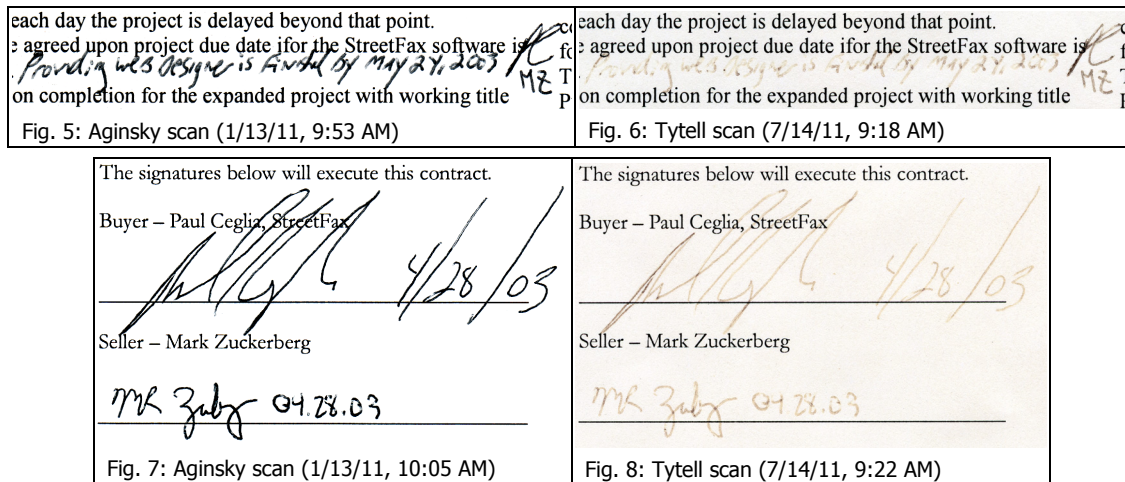 each day the project is delayed beyond that point.
e agreed upon project due date ifor the StreetFax software is
Providig web Designer is Finishd by May 24, 2003
MZ
T
on completion for the expanded project with working title
P
Fig. 5: Aginsky scan (1/13/11, 9:53 AM)
each day the project is delayed beyond that point.
e agreed upon project due date ifor the StreetFax software is
Providig web Designer is Finishd by May 24, 2003
MZ
on completion for the expanded project with working title
Fig. 6: Tytell scan (7/14/11, 9:18 AM)
The signatures below will execute this contract.
Buyer – Paul Ceglia, StreetFax
4/28/03
Seller – Mark Zuckerberg
04.28.03
Fig. 7: Aginsky scan (1/13/11, 10:05 AM)
The signatures below will execute this contract.
Buyer – Paul Ceglia, StreetFax
4/28/03
Seller – Mark Zuckerberg
04.28.03
Fig. 8: Tytell scan (7/14/11, 9:22 AM)